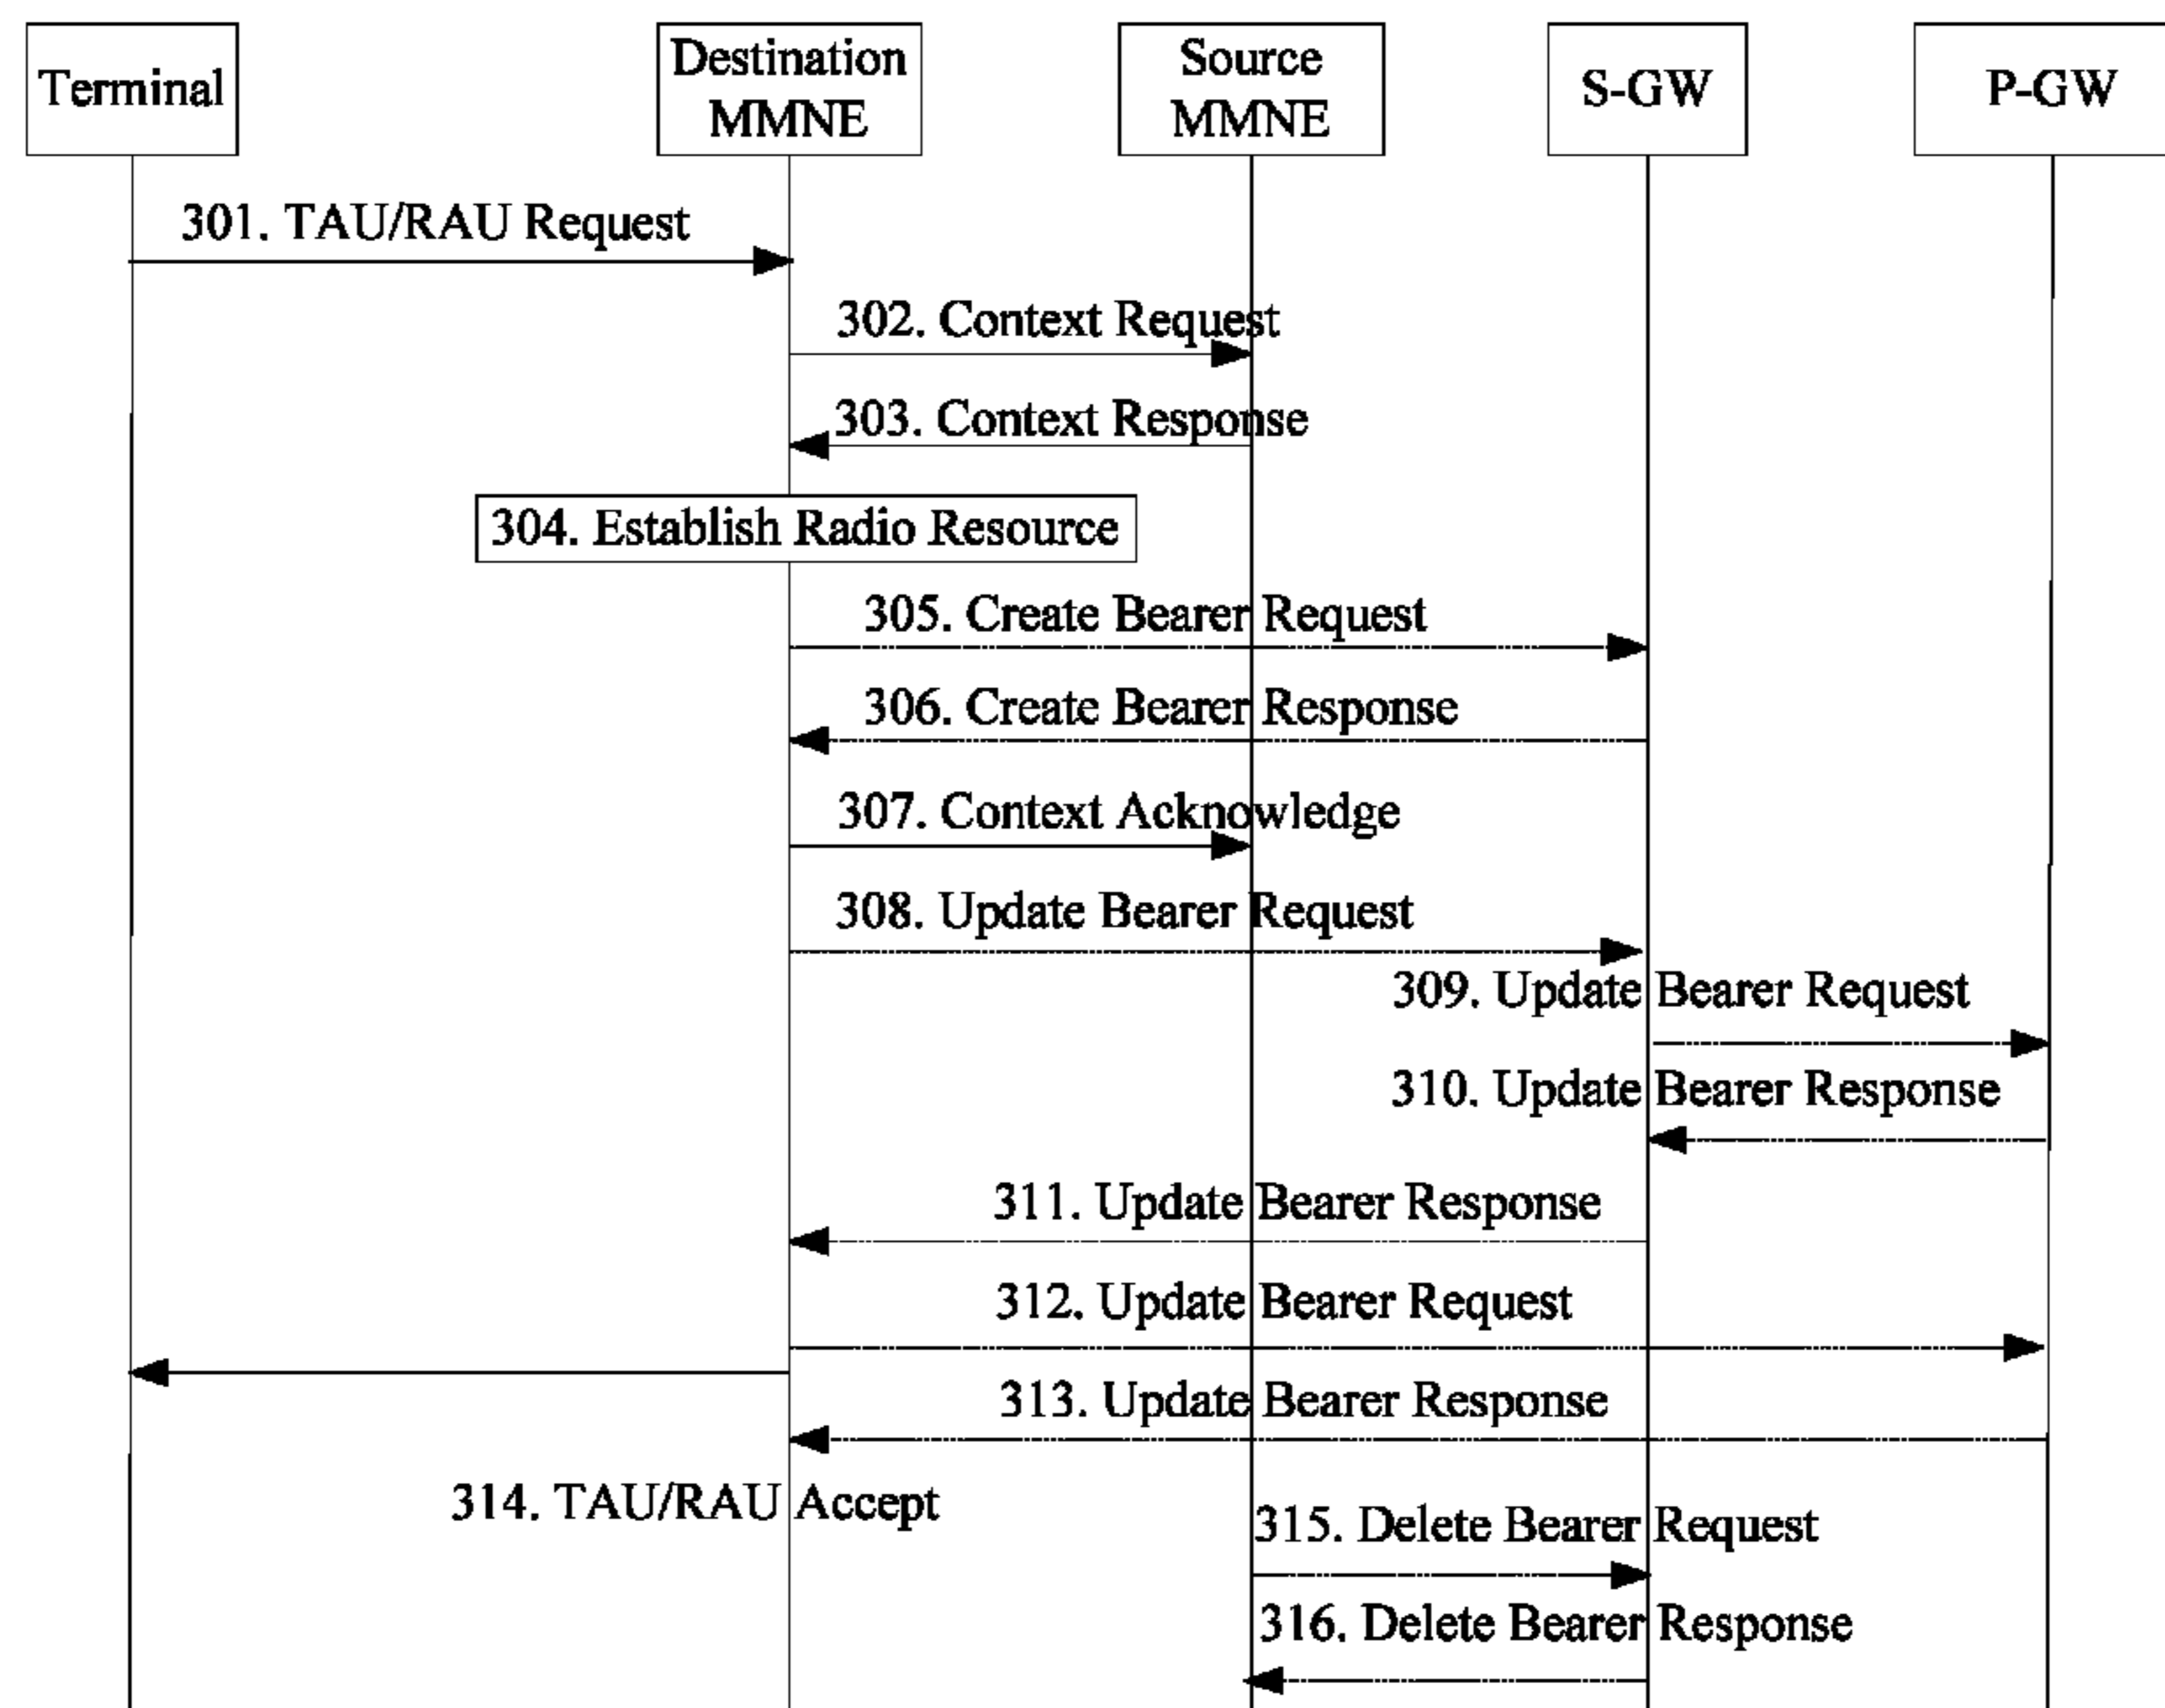 Terminal
Destination
MMNE
Source
MMNE
S-GW
P-GW
301. TAU/RAU Request
302. Context Request
303. Context Response
304. Establish Radio Resource
305. Create Bearer Request
306. Create Bearer Response
307. Context Acknowledge
308. Update Bearer Request
309. Update Bearer Request
310. Update Bearer Response
311. Update Bearer Response
312. Update Bearer Request
313. Update Bearer Response
314. TAU/RAU Accept
315. Delete Bearer Request
316. Delete Bearer Response